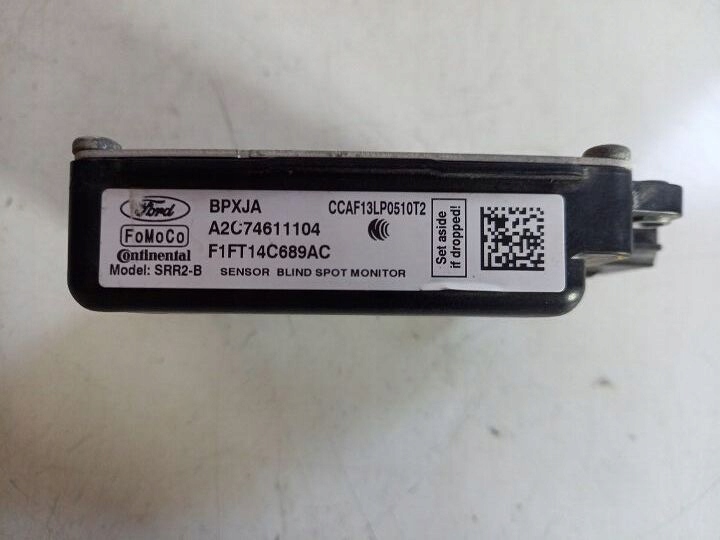 Ford
FoMoCo
Continental
Model: SRR2-B
BPXJA
A2C74611104
F1FT14C689AC
SENSOR BLIND SPOT MONITOR
CCAF13LP0510T2
Set aside
if dropped!